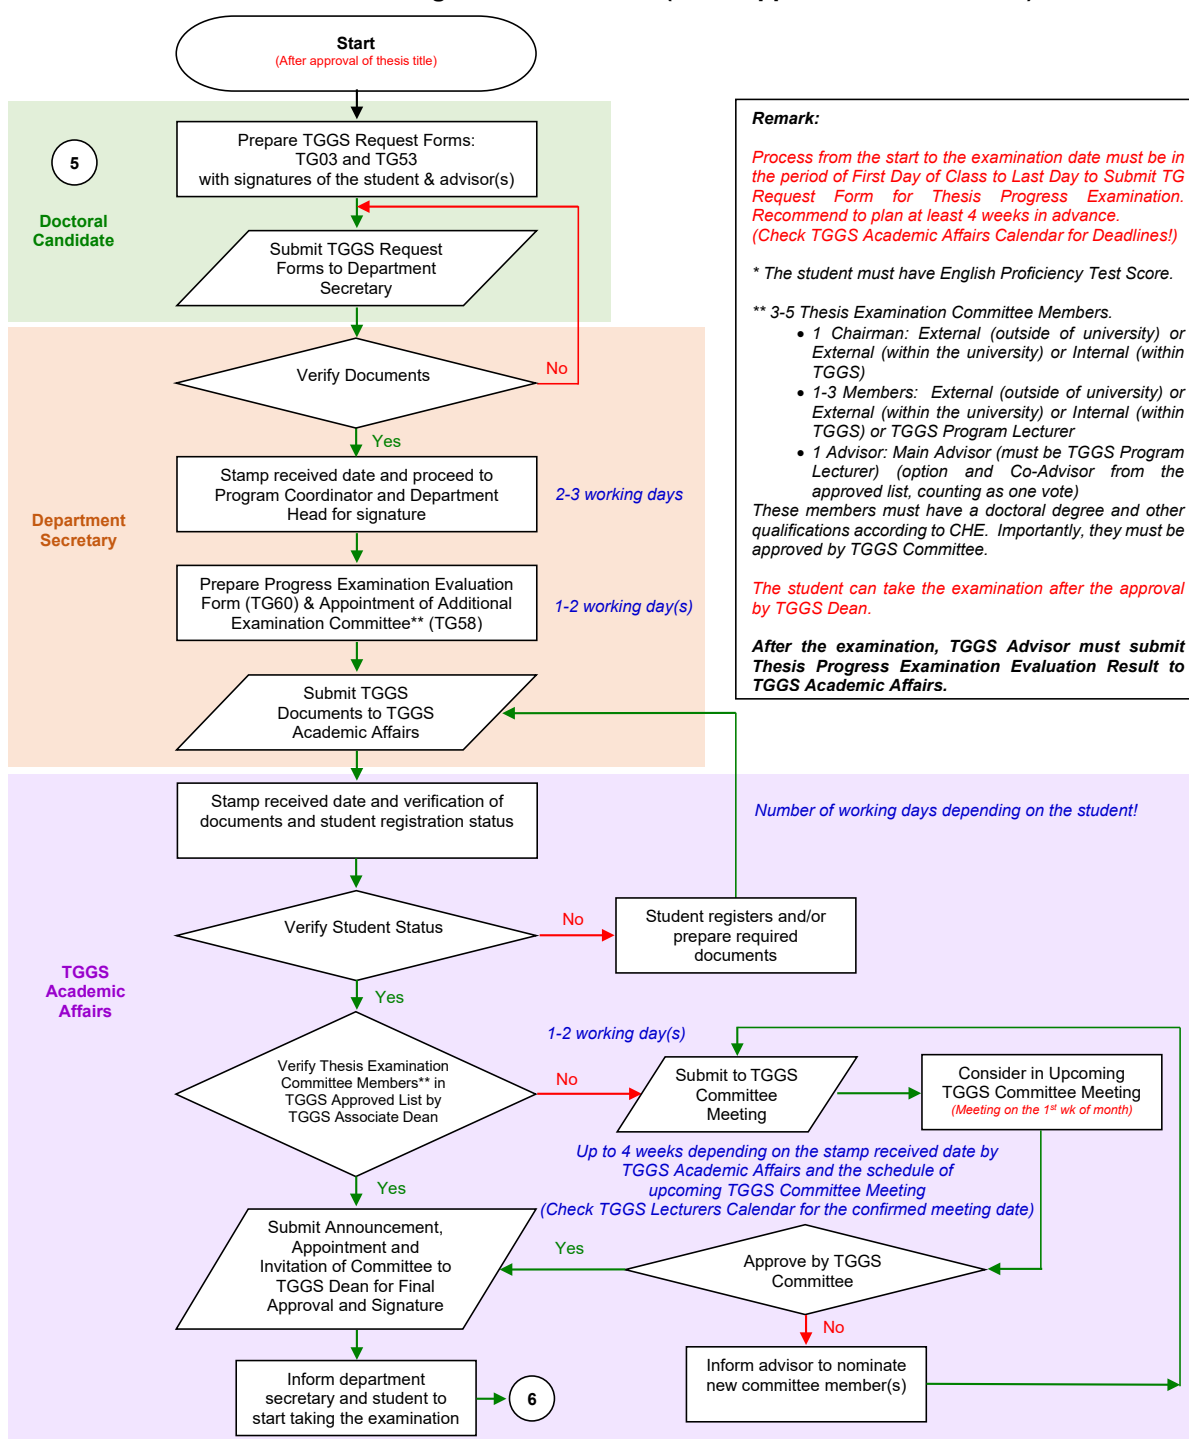 Start
(After approval of thesis title)
5
Doctoral
Candidate
Prepare TGGS Request Forms:
TG03 and TG53
with signatures of the student & advisor(s)
Submit TGGS Request
Forms to Department
Secretary
Remark:
Process from the start to the examination date must be in
the period of First Day of Class to Last Day to Submit TG
Request Form for Thesis Progress Examination.
Recommend to plan at least 4 weeks in advance.
(Check TGGS Academic Affairs Calendar for Deadlines!)
* The student must have English Proficiency Test Score.
** 3-5 Thesis Examination Committee Members.
• 1 Chairman: External (outside of university) or
External (within the university) or Internal (within
TGGS)
• 1-3 Members: External (outside of university) or
External (within the university) or Internal (within
TGGS) or TGGS Program Lecturer
• 1 Advisor: Main Advisor (must be TGGS Program
Lecturer) (option and Co-Advisor from the
approved list, counting as one vote)
These members must have a doctoral degree and other
qualifications according to CHE. Importantly, they must be
approved by TGGS Committee.
The student can take the examination after the approval
by TGGS Dean.
After the examination, TGGS Advisor must submit
Thesis Progress Examination Evaluation Result to
TGGS Academic Affairs.
Verify Documents
No
Yes
Department
Secretary
Stamp received date and proceed to
Program Coordinator and Department
Head for signature
2-3 working days
Prepare Progress Examination Evaluation
Form (TG60) & Appointment of Additional
Examination Committee** (TG58)
1-2 working day(s)
Submit TGGS
Documents to TGGS
Academic Affairs
Stamp received date and verification of
documents and student registration status
Number of working days depending on the student!
Verify Student Status
No
Student registers and/or
prepare required
documents
Yes
TGGS
Academic
Affairs
Verify Thesis Examination
Committee Members** in
TGGS Approved List by
TGGS Associate Dean
1-2 working day(s)
No
Submit to TGGS
Committee
Meeting
Consider in Upcoming
TGGS Committee Meeting
(Meeting on the 1st wk of month)
Up to 4 weeks depending on the stamp received date by
TGGS Academic Affairs and the schedule of
upcoming TGGS Committee Meeting
(Check TGGS Lecturers Calendar for the confirmed meeting date)
Yes
Submit Announcement,
Appointment and
Invitation of Committee to
TGGS Dean for Final
Approval and Signature
Yes
Approve by TGGS
Committee
No
Inform advisor to nominate
new committee member(s)
Inform department
secretary and student to
start taking the examination
6